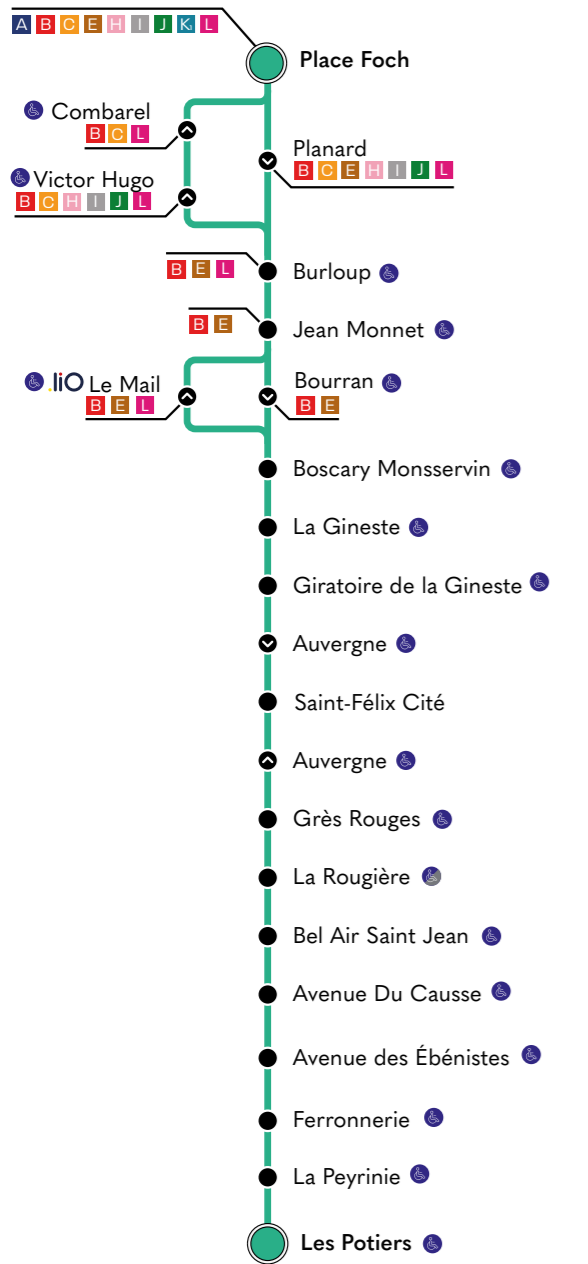 A B C E H I J K₂ L
Place Foch
Combarel
B C L
Planard
B C E H I J L
Victor Hugo
B C H I J L
B E L
Burloup
B E
Jean Monnet
.liO Le Mail
B E L
Bourran
B E
Boscary Monsservin
La Gineste
Giratoire de la Gineste
Auvergne
Saint-Félix Cité
Auvergne
Grès Rouges
La Rougière
Bel Air Saint Jean
Avenue Du Causse
Avenue des Ébénistes
Ferronnerie
La Peyrinie
Les Potiers